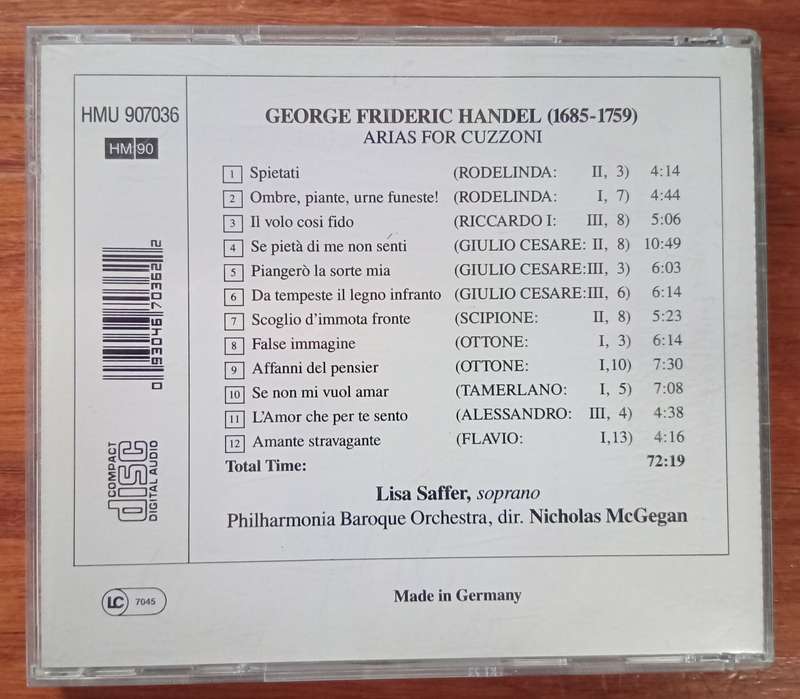 HMU 907036
HM 90
0 93046 70362 2
COMPACT
disc
DIGITAL AUDIO
GEORGE FRIDERIC HANDEL (1685-1759)
ARIAS FOR CUZZONI
1 Spietati (RODELINDA: II, 3) 4:14
2 Ombre, piante, urne funeste! (RODELINDA: I, 7) 4:44
3 Il volo cosi fido (RICCARDO I: III, 8) 5:06
4 Se pietà di me non senti (GIULIO CESARE: II, 8) 10:49
5 Piangerò la sorte mia (GIULIO CESARE: III, 3) 6:03
6 Da tempeste il legno infranto (GIULIO CESARE: III, 6) 6:14
7 Scoglio d'immota fronte (SCIPIONE: II, 8) 5:23
8 False immagine (OTTONE: I, 3) 6:14
9 Affanni del pensier (OTTONE: I,10) 7:30
10 Se non mi vuol amar (TAMERLANO: I, 5) 7:08
11 L'Amor che per te sento (ALESSANDRO: III, 4) 4:38
12 Amante stravagante (FLAVIO: I,13) 4:16
Total Time: 72:19
Lisa Saffer, soprano
Philharmonia Baroque Orchestra, dir. Nicholas McGegan
LC 7045
Made in Germany